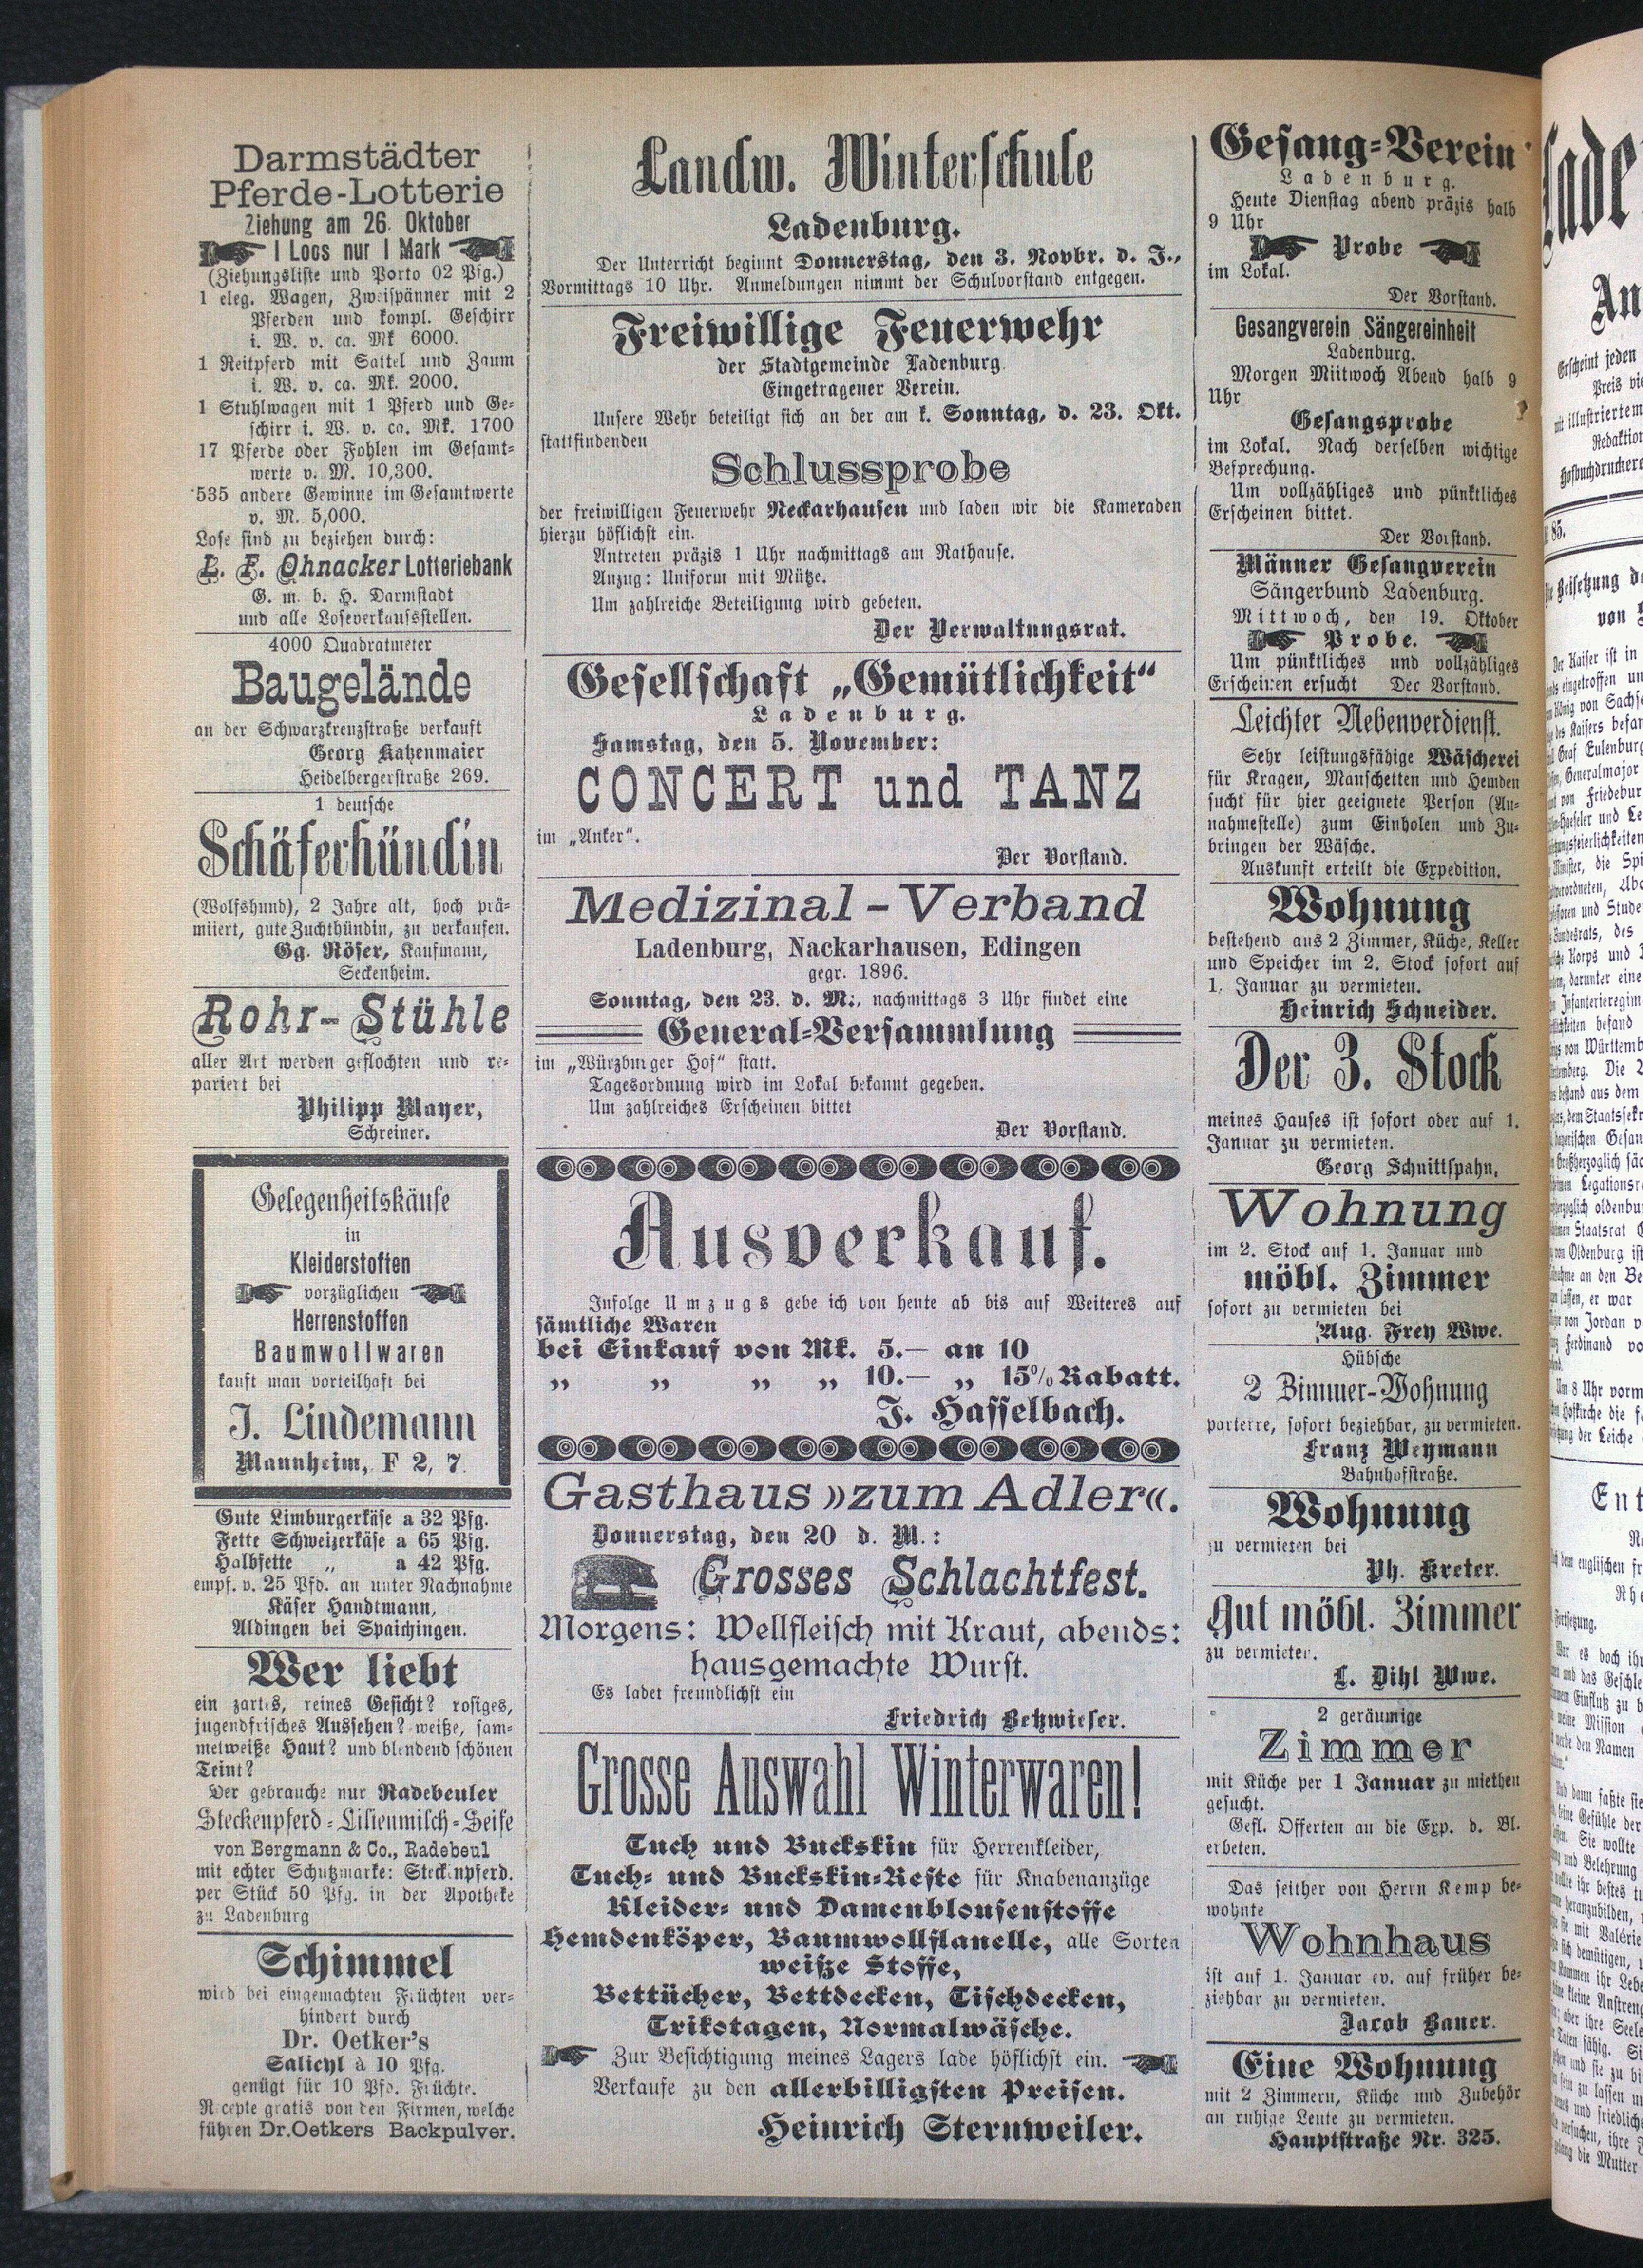 Darmstädter
Pferde-Lotterie
Ziehung am 26. Oktober
1 Loos nur 1 Mark
(Ziehungsliste und Porto 02 Pfg.)
1 eleg. Wagen, Zweispänner mit 2
Pferden und kompl. Geschirr
i. W. v. ca. Mk 6000.
1 Reitpferd mit Sattel und Zaum
i. W. v. ca. Mk. 2000.
1 Stuhlwagen mit 1 Pferd und Ge-
schirr i. W. v. ca. Mk. 1700
17 Pferde oder Fohlen im Gesamt-
werte v. M. 10,300.
535 andere Gewinne im Gesamtwerte
v. M. 5,000.
Lose sind zu beziehen durch:
L. F. Ohnacker Lotteriebank
G. m. b. H. Darmstadt
und alle Loseverkaufsstellen.
4000 Quadratmeter
Baugelände
an der Schwarzkreuzstraße verkauft
Georg Katzenmaier
Heidelbergerstraße 269.
1 deutsche
Schäferhündin
(Wolfshund), 2 Jahre alt, hoch prä-
miiert, gute Zuchthündin, zu verkaufen.
Gg. Röser, Kaufmann,
Seckenheim.
Rohr-Stühle
aller Art werden geflochten und re-
pariert bei
Philipp Mayer,
Schreiner.
Gelegenheitskäufe
in
Kleiderstoffen
vorzüglichen
Herrenstoffen
Baumwollwaren
kauft man vorteilhaft bei
J. Lindemann
Mannheim, F 2, 7.
Gute Limburgerkäse a 32 Pfg.
Fette Schweizerkäse a 65 Pfg.
Halbfette „ a 42 Pfg.
empf. v. 25 Pfd. an unter Nachnahme
Käser Handtmann,
Aldingen bei Spaichingen.
Wer liebt
ein zartes, reines Gesicht? rosiges,
jugendfrisches Aussehen? weiße, sam-
metweiße Haut? und blendend schönen
Teint?
Der gebrauche nur Radebeuler
Steckenpferd-Lilienmilch-Seife
von Bergmann & Co., Radebeul
mit echter Schutzmarke: Steckenpferd.
per Stück 50 Pfg. in der Apotheke
zu Ladenburg
Schimmel
wird bei eingemachten Früchten ver-
hindert durch
Dr. Oetker's
Salicyl à 10 Pfg.
genügt für 10 Pfd. Früchte.
Recepte gratis von den Firmen, welche
führen Dr. Oetkers Backpulver.
Landw. Winterschule
Ladenburg.
Der Unterricht beginnt Donnerstag, den 3. Novbr. d. J.,
Vormittags 10 Uhr. Anmeldungen nimmt der Schulvorstand entgegen.
Freiwillige Feuerwehr
der Stadtgemeinde Ladenburg.
Eingetragener Verein.
Unsere Wehr beteiligt sich an der am k. Sonntag, d. 23. Okt.
stattfindenden
Schlussprobe
der freiwilligen Feuerwehr Neckarhausen und laden wir die Kameraden
hierzu höflichst ein.
Antreten präzis 1 Uhr nachmittags am Rathause.
Anzug: Uniform mit Mütze.
Um zahlreiche Beteiligung wird gebeten.
Der Verwaltungsrat.
Gesellschaft „Gemütlichkeit“
Ladenburg.
Samstag, den 5. November:
CONCERT und TANZ
im „Anker“.
Der Vorstand.
Medizinal-Verband
Ladenburg, Nackarhausen, Edingen
gegr. 1896.
Sonntag, den 23. d. M., nachmittags 3 Uhr findet eine
General-Versammlung
im „Würzburger Hof“ statt.
Tagesordnung wird im Lokal bekannt gegeben.
Um zahlreiches Erscheinen bittet
Der Vorstand.
Ausverkauf.
Infolge Umzugs gebe ich von heute ab bis auf Weiteres auf
sämtliche Waren
bei Einkauf von Mk. 5.— an 10
„ „ „ „ 10.— „ 15% Rabatt.
J. Hasselbach.
Gasthaus »zum Adler«.
Donnerstag, den 20 d. M.:
Grosses Schlachtfest.
Morgens: Wellfleisch mit Kraut, abends:
hausgemachte Wurst.
Es ladet freundlichst ein
Friedrich Betzwieser.
Grosse Auswahl Winterwaren!
Tuch und Buckskin für Herrenkleider,
Tuch- und Buckskin-Reste für Knabenanzüge
Kleider- und Damenblousenstoffe
Hemdenköper, Baumwollflanelle, alle Sorten
weiße Stoffe,
Bettücher, Bettdecken, Tischdecken,
Trikotagen, Normalwäsche.
Zur Besichtigung meines Lagers lade höflichst ein.
Verkaufe zu den allerbilligsten Preisen.
Heinrich Sternweiler.
Gesang-Verein
Ladenburg.
Heute Dienstag abend präzis halb
9 Uhr
Probe
im Lokal.
Der Vorstand.
Gesangverein Sängereinheit
Ladenburg.
Morgen Miitwoch Abend halb 9
Uhr
Gesangsprobe
im Lokal. Nach derselben wichtige
Besprechung.
Um vollzähliges und pünktliches
Erscheinen bittet.
Der Vorstand.
Männer Gesangverein
Sängerbund Ladenburg.
Mittwoch, den 19. Oktober
Probe.
Um pünktliches und vollzähliges
Erscheinen ersucht Der Vorstand.
Leichter Nebenverdienst.
Sehr leistungsfähige Wäscherei
für Kragen, Manschetten und Hemden
sucht für hier geeignete Person (An-
nahmestelle) zum Einholen und Zu-
bringen der Wäsche.
Auskunft erteilt die Expedition.
Wohnung
bestehend aus 2 Zimmer, Küche, Keller
und Speicher im 2. Stock sofort auf
1. Januar zu vermieten.
Heinrich Schneider.
Der 3. Stock
meines Hauses ist sofort oder auf 1.
Januar zu vermieten.
Georg Schnittspahn,
Wohnung
im 2. Stock auf 1. Januar und
möbl. Zimmer
sofort zu vermieten bei
Aug. Frey Wwe.
Hübsche
2 Zimmer-Wohnung
parterre, sofort beziehbar, zu vermieten.
Franz Weymann
Bahnhofstraße.
Wohnung
zu vermieten bei
Ph. Kreter.
Gut möbl. Zimmer
zu vermieten.
L. Dihl Wwe.
2 geräumige
Zimmer
mit Küche per 1 Januar zu miethen
gesucht.
Gefl. Offerten an die Exp. d. Bl.
erbeten.
Das seither von Herrn Kemp be-
wohnte
Wohnhaus
ist auf 1. Januar ev. auf früher be-
ziehbar zu vermieten.
Jacob Bauer.
Eine Wohnung
mit 2 Zimmern, Küche und Zubehör
an ruhige Leute zu vermieten.
Hauptstraße Nr. 325.